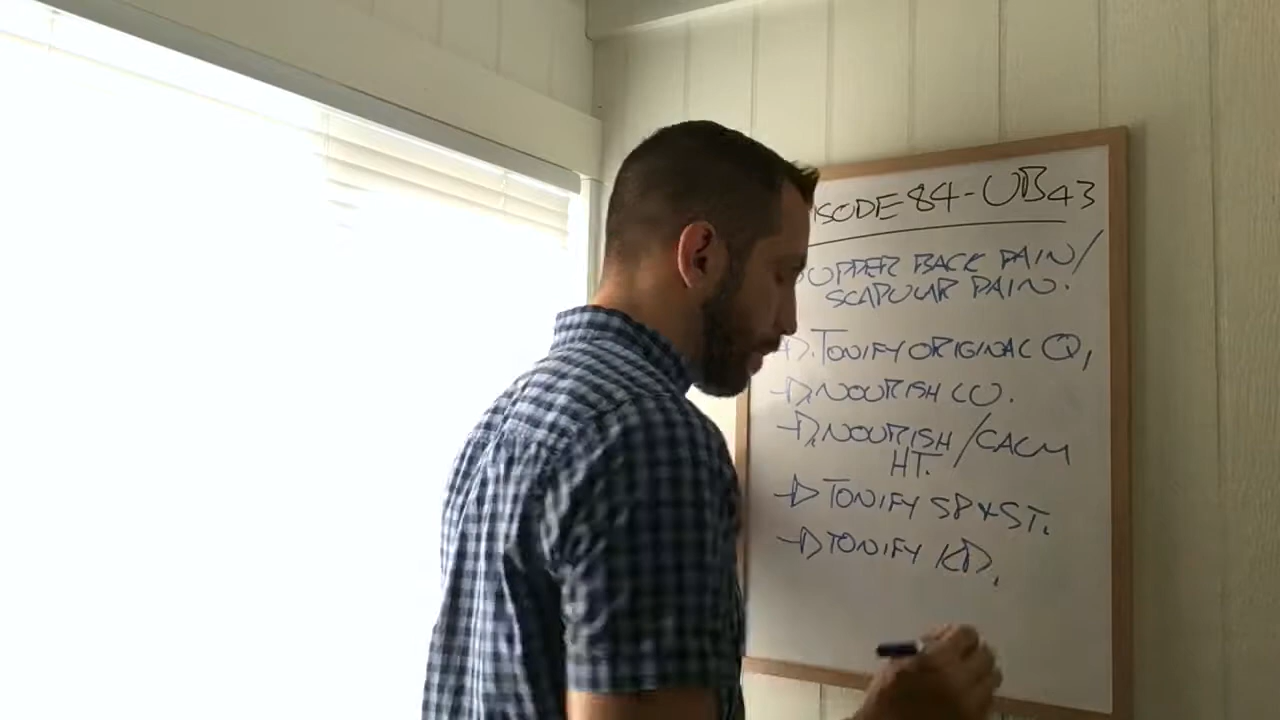 ISODE 84-UB43
UPPER BACK PAIN/
SCAPULAR PAIN.
→. TONIFY ORIGINAL Qi
→. NOURISH LU.
→. NOURISH/CALM
HT.
→ TONIFY SP + ST.
→ TONIFY KD.